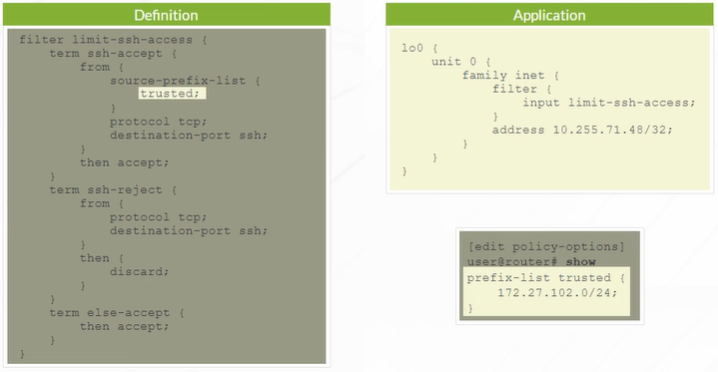 Definition
filter limit-ssh-access {
term ssh-accept {
from {
source-prefix-list {
trusted;
}
protocol tcp;
destination-port ssh;
}
then accept;
}
term ssh-reject {
from {
protocol tcp;
destination-port ssh;
}
then {
discard;
}
}
term else-accept {
then accept;
}
}
Application
lo0 {
unit 0 {
family inet {
filter {
input limit-ssh-access;
}
address 10.255.71.48/32;
}
}
}
[edit policy-options]
user@router# show
prefix-list trusted {
172.27.102.0/24;
}